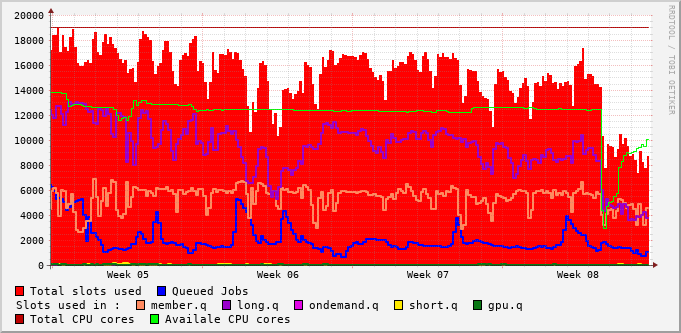 20000
18000
16000
14000
12000
10000
8000
6000
4000
2000
0
Week 05 Week 06 Week 07 Week 08
Total slots used Queued Jobs
Slots used in : member.q long.q ondemand.q short.q gpu.q
Total CPU cores Availale CPU cores
RRDTOOL / TOBI OETIKER